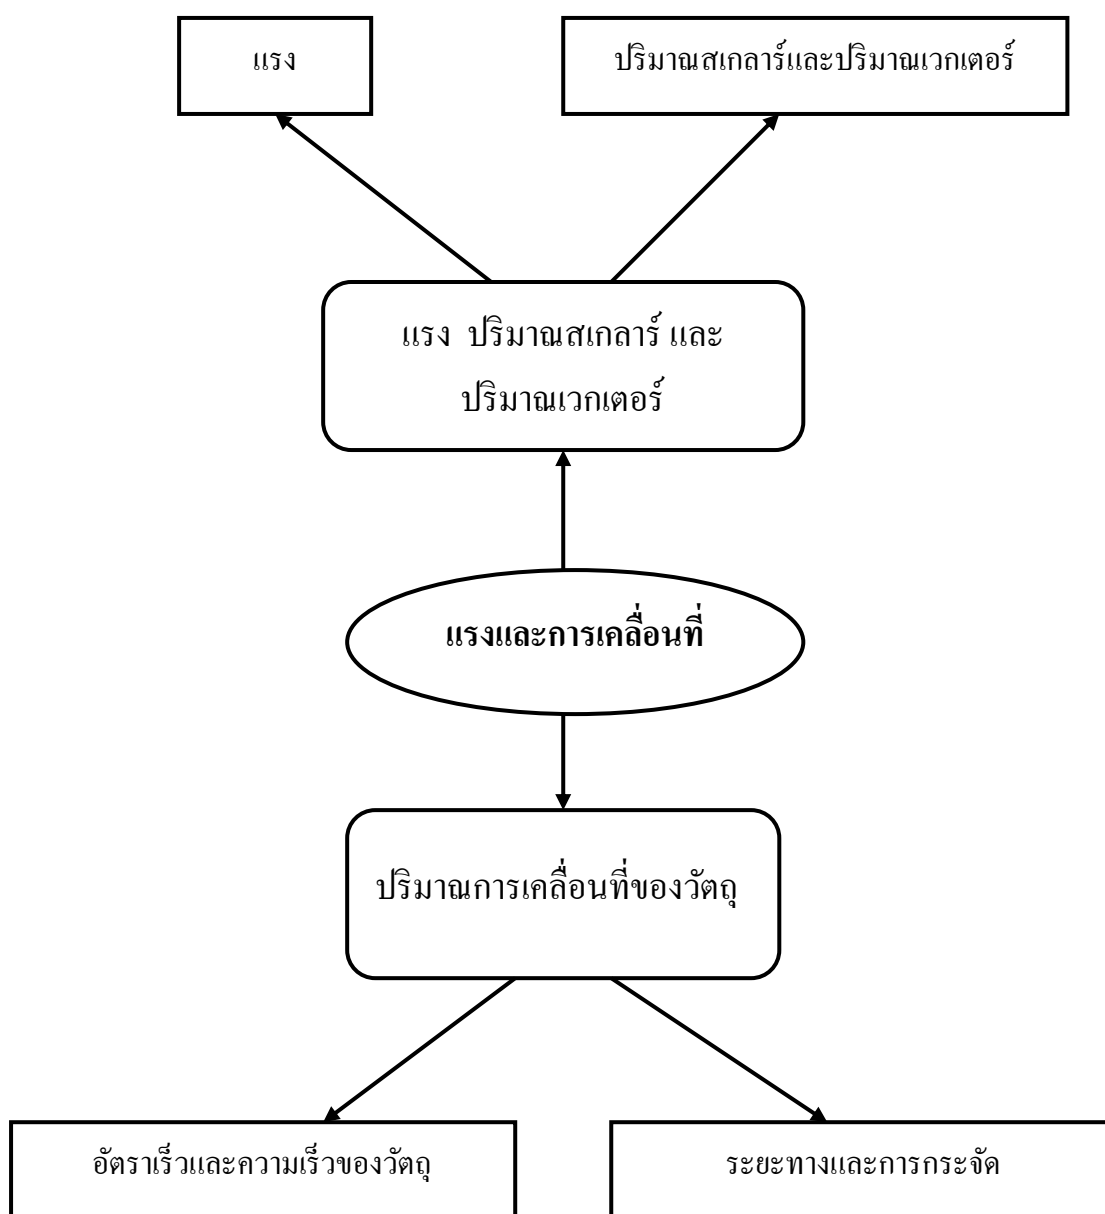 แรง
ปริมาณสเกลาร์และปริมาณเวกเตอร์
แรง ปริมาณสเกลาร์ และ
ปริมาณเวกเตอร์
แรงและการเคลื่อนที่
ปริมาณการเคลื่อนที่ของวัตถุ
อัตราเร็วและความเร็วของวัตถุ
ระยะทางและการกระจัด